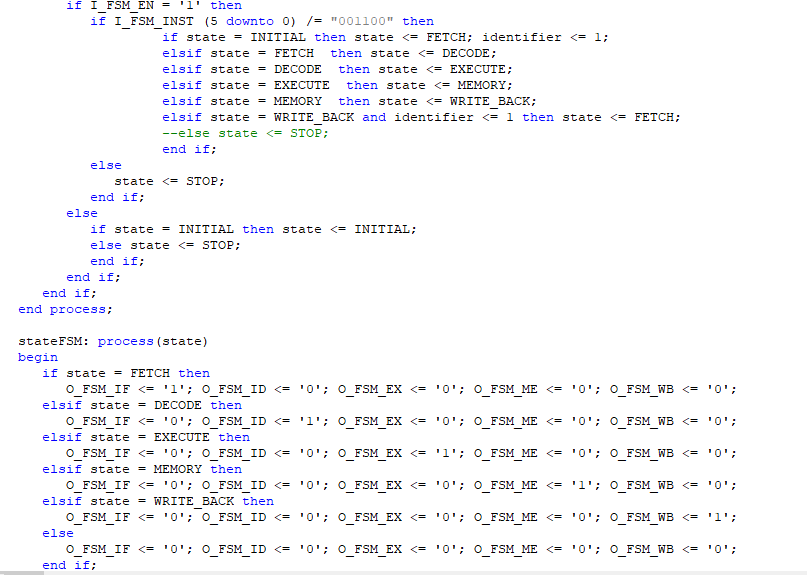 if I_FSM_EN = '1' then
if I_FSM_INST (5 downto 0) /= "001100" then
if state = INITIAL then state <= FETCH; identifier <= 1;
elsif state = FETCH  then state <= DECODE;
elsif state = DECODE  then state <= EXECUTE;
elsif state = EXECUTE  then state <= MEMORY;
elsif state = MEMORY  then state <= WRITE_BACK;
elsif state = WRITE_BACK and identifier <= 1 then state <= FETCH;
--else state <= STOP;
end if;
else
state <= STOP;
end if;
else
if state = INITIAL then state <= INITIAL;
else state <= STOP;
end if;
end if;
end if;
end process;
stateFSM: process(state)
begin
if state = FETCH then
O_FSM_IF <= '1'; O_FSM_ID <= '0'; O_FSM_EX <= '0'; O_FSM_ME <= '0'; O_FSM_WB <= '0';
elsif state = DECODE then
O_FSM_IF <= '0'; O_FSM_ID <= '1'; O_FSM_EX <= '0'; O_FSM_ME <= '0'; O_FSM_WB <= '0';
elsif state = EXECUTE then
O_FSM_IF <= '0'; O_FSM_ID <= '0'; O_FSM_EX <= '1'; O_FSM_ME <= '0'; O_FSM_WB <= '0';
elsif state = MEMORY then
O_FSM_IF <= '0'; O_FSM_ID <= '0'; O_FSM_EX <= '0'; O_FSM_ME <= '1'; O_FSM_WB <= '0';
elsif state = WRITE_BACK then
O_FSM_IF <= '0'; O_FSM_ID <= '0'; O_FSM_EX <= '0'; O_FSM_ME <= '0'; O_FSM_WB <= '1';
else
O_FSM_IF <= '0'; O_FSM_ID <= '0'; O_FSM_EX <= '0'; O_FSM_ME <= '0'; O_FSM_WB <= '0';
end if;